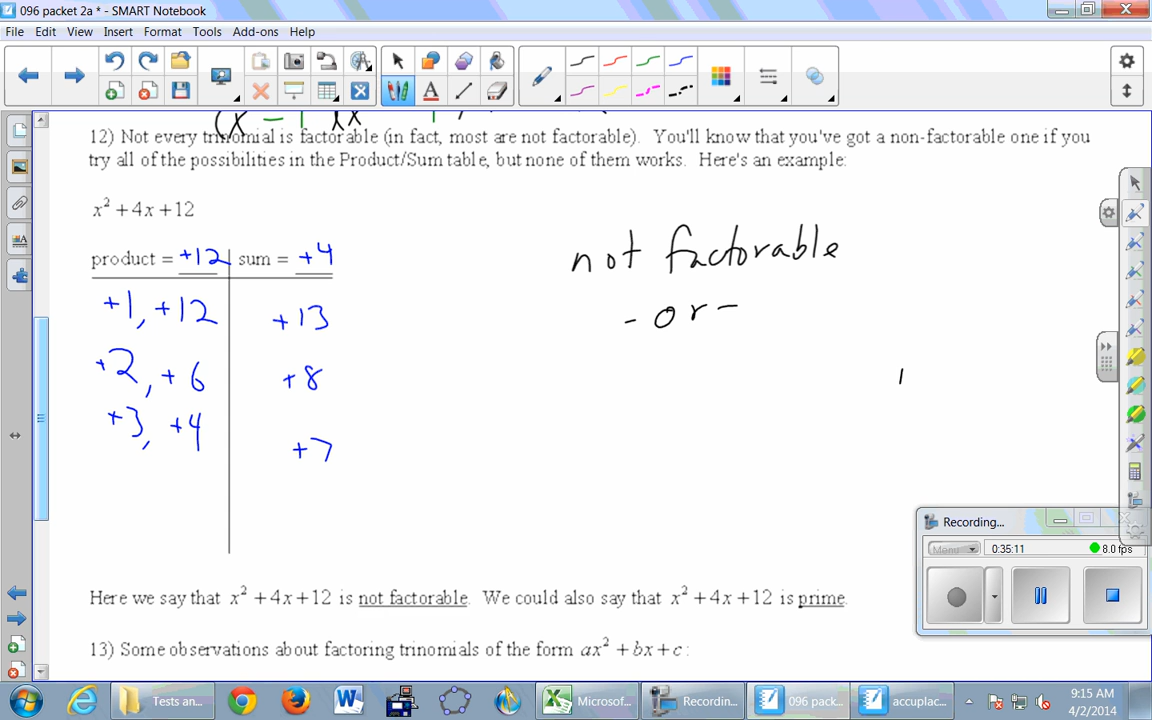 096 packet 2a * - SMART Notebook
File Edit View Insert Format Tools Add-ons Help
12) Not every trinomial is factorable (in fact, most are not factorable). You'll know that you've got a non-factorable one if you
try all of the possibilities in the Product/Sum table, but none of them works. Here's an example:
x² + 4x + 12
product = +12 sum = +4
+1, +12 +13
+2, +6 +8
+3, +4 +7
not factorable
- or -
Here we say that x² + 4x + 12 is not factorable. We could also say that x² + 4x + 12 is prime.
13) Some observations about factoring trinomials of the form ax² + bx + c :
Recording...
Menu 0:35:11 8.0 fps
Tests an... Microsof... Recordin... 096 pack... accuplac...
9:15 AM
4/2/2014